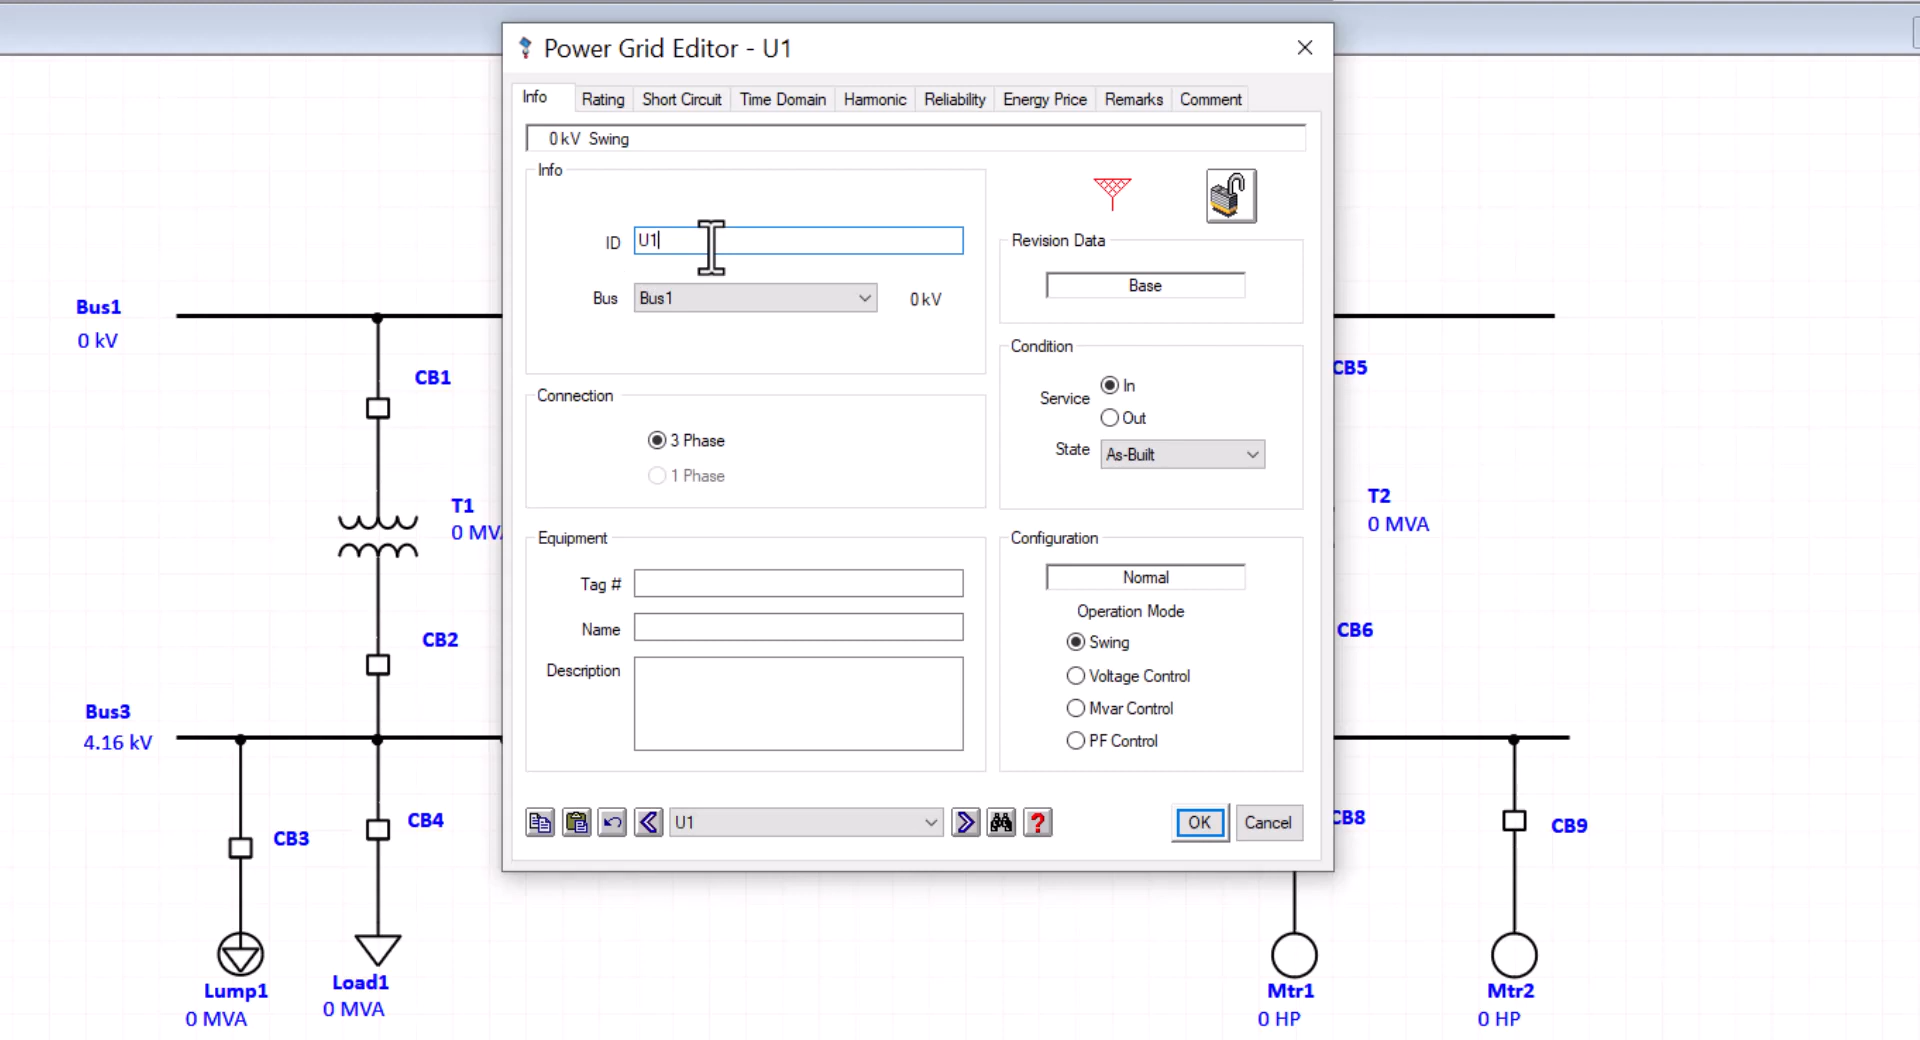 Power Grid Editor - U1
Info Rating Short Circuit Time Domain Harmonic Reliability Energy Price Remarks Comment
0 kV Swing
Info
ID U1
Bus Bus1 0 kV
Revision Data
Base
Connection
3 Phase
1 Phase
Condition
Service In
Out
State As-Built
Equipment
Tag #
Name
Description
Configuration
Normal
Operation Mode
Swing
Voltage Control
Mvar Control
PF Control
U1
?
OK Cancel
Bus1
0 kV
CB1
T1
0 MV
CB2
Bus3
4.16 kV
CB3
CB4
Lump1
0 MVA
Load1
0 MVA
CB5
T2
0 MVA
CB6
CB8
CB9
Mtr1
0 HP
Mtr2
0 HP